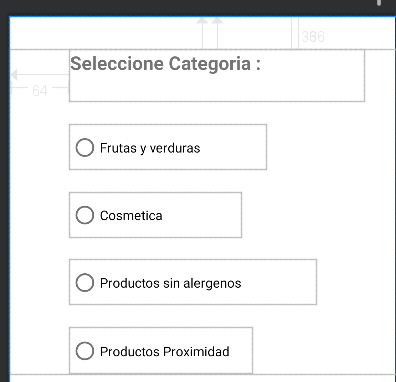 386
Seleccione Categoria :
64
Frutas y verduras
Cosmetica
Productos sin alergenos
Productos Proximidad